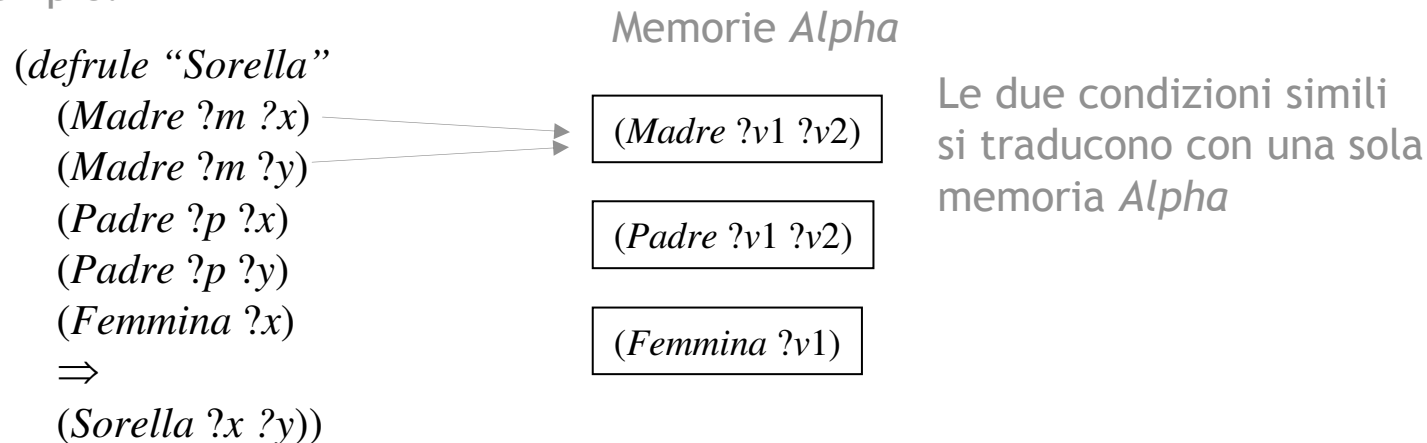 Memorie Alpha
(defrule “Sorella”
(Madre ?m ?x)
(Madre ?m ?y)
(Padre ?p ?x)
(Padre ?p ?y)
(Femmina ?x)
⇒
(Sorella ?x ?y))
(Madre ?v1 ?v2)
(Padre ?v1 ?v2)
(Femmina ?v1)
Le due condizioni simili
si traducono con una sola
memoria Alpha